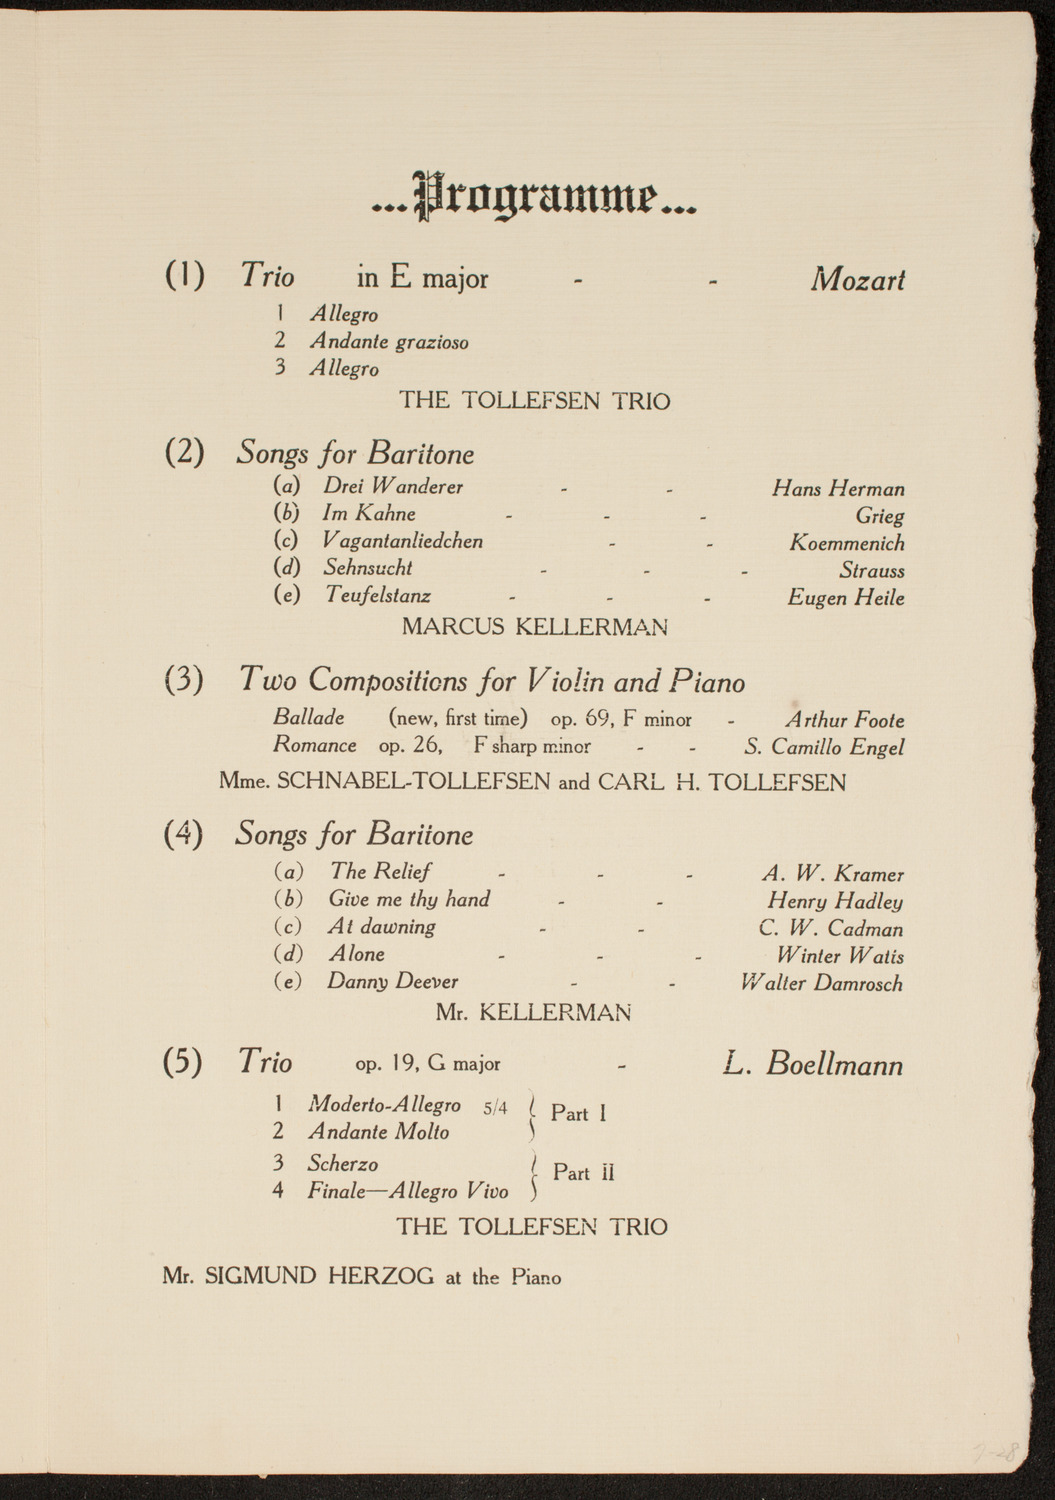 ...Programme...
(1) Trio in E major - - Mozart
1 Allegro
2 Andante grazioso
3 Allegro
THE TOLLEFSEN TRIO
(2) Songs for Baritone
(a) Drei Wanderer - - Hans Herman
(b) Im Kahne - - - Grieg
(c) Vagantanliedchen - - Koemmenich
(d) Sehnsucht - - - Strauss
(e) Teufelstanz - - - Eugen Heile
MARCUS KELLERMAN
(3) Two Compositions for Violin and Piano
Ballade (new, first time) op. 69, F minor - Arthur Foote
Romance op. 26, F sharp minor - - S. Camillo Engel
Mme. SCHNABEL-TOLLEFSEN and CARL H. TOLLEFSEN
(4) Songs for Baritone
(a) The Relief - - - A. W. Kramer
(b) Give me thy hand - - Henry Hadley
(c) At dawning - - C. W. Cadman
(d) Alone - - - Winter Watts
(e) Danny Deever - - Walter Damrosch
Mr. KELLERMAN
(5) Trio op. 19, G major - L. Boellmann
1 Moderto-Allegro 5/4 } Part I
2 Andante Molto
3 Scherzo } Part ii
4 Finale—Allegro Vivo
THE TOLLEFSEN TRIO
Mr. SIGMUND HERZOG at the Piano